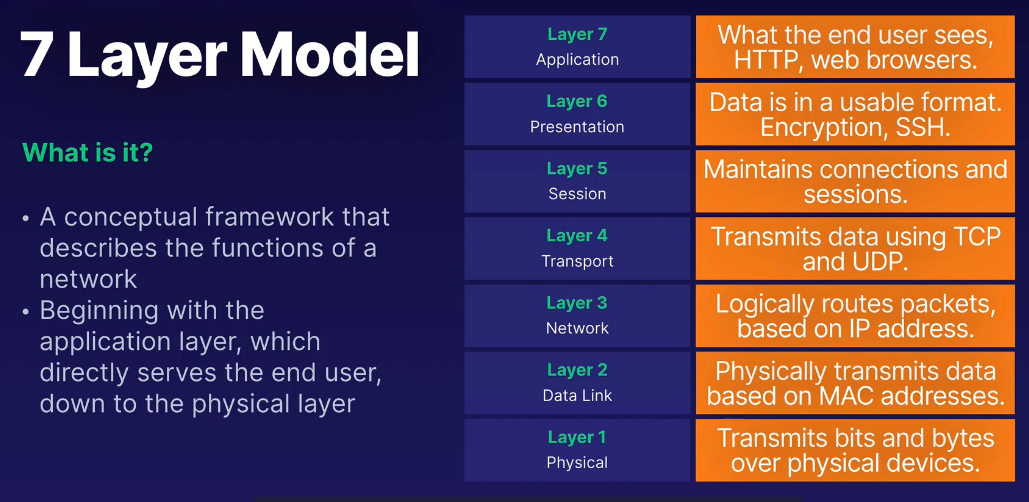 7 Layer Model
What is it?
• A conceptual framework that
describes the functions of a
network
• Beginning with the
application layer, which
directly serves the end user,
down to the physical layer
Layer 7
Application
What the end user sees,
HTTP, web browsers.
Layer 6
Presentation
Data is in a usable format.
Encryption, SSH.
Layer 5
Session
Maintains connections and
sessions.
Layer 4
Transport
Transmits data using TCP
and UDP.
Layer 3
Network
Logically routes packets,
based on IP address.
Layer 2
Data Link
Physically transmits data
based on MAC addresses.
Layer 1
Physical
Transmits bits and bytes
over physical devices.